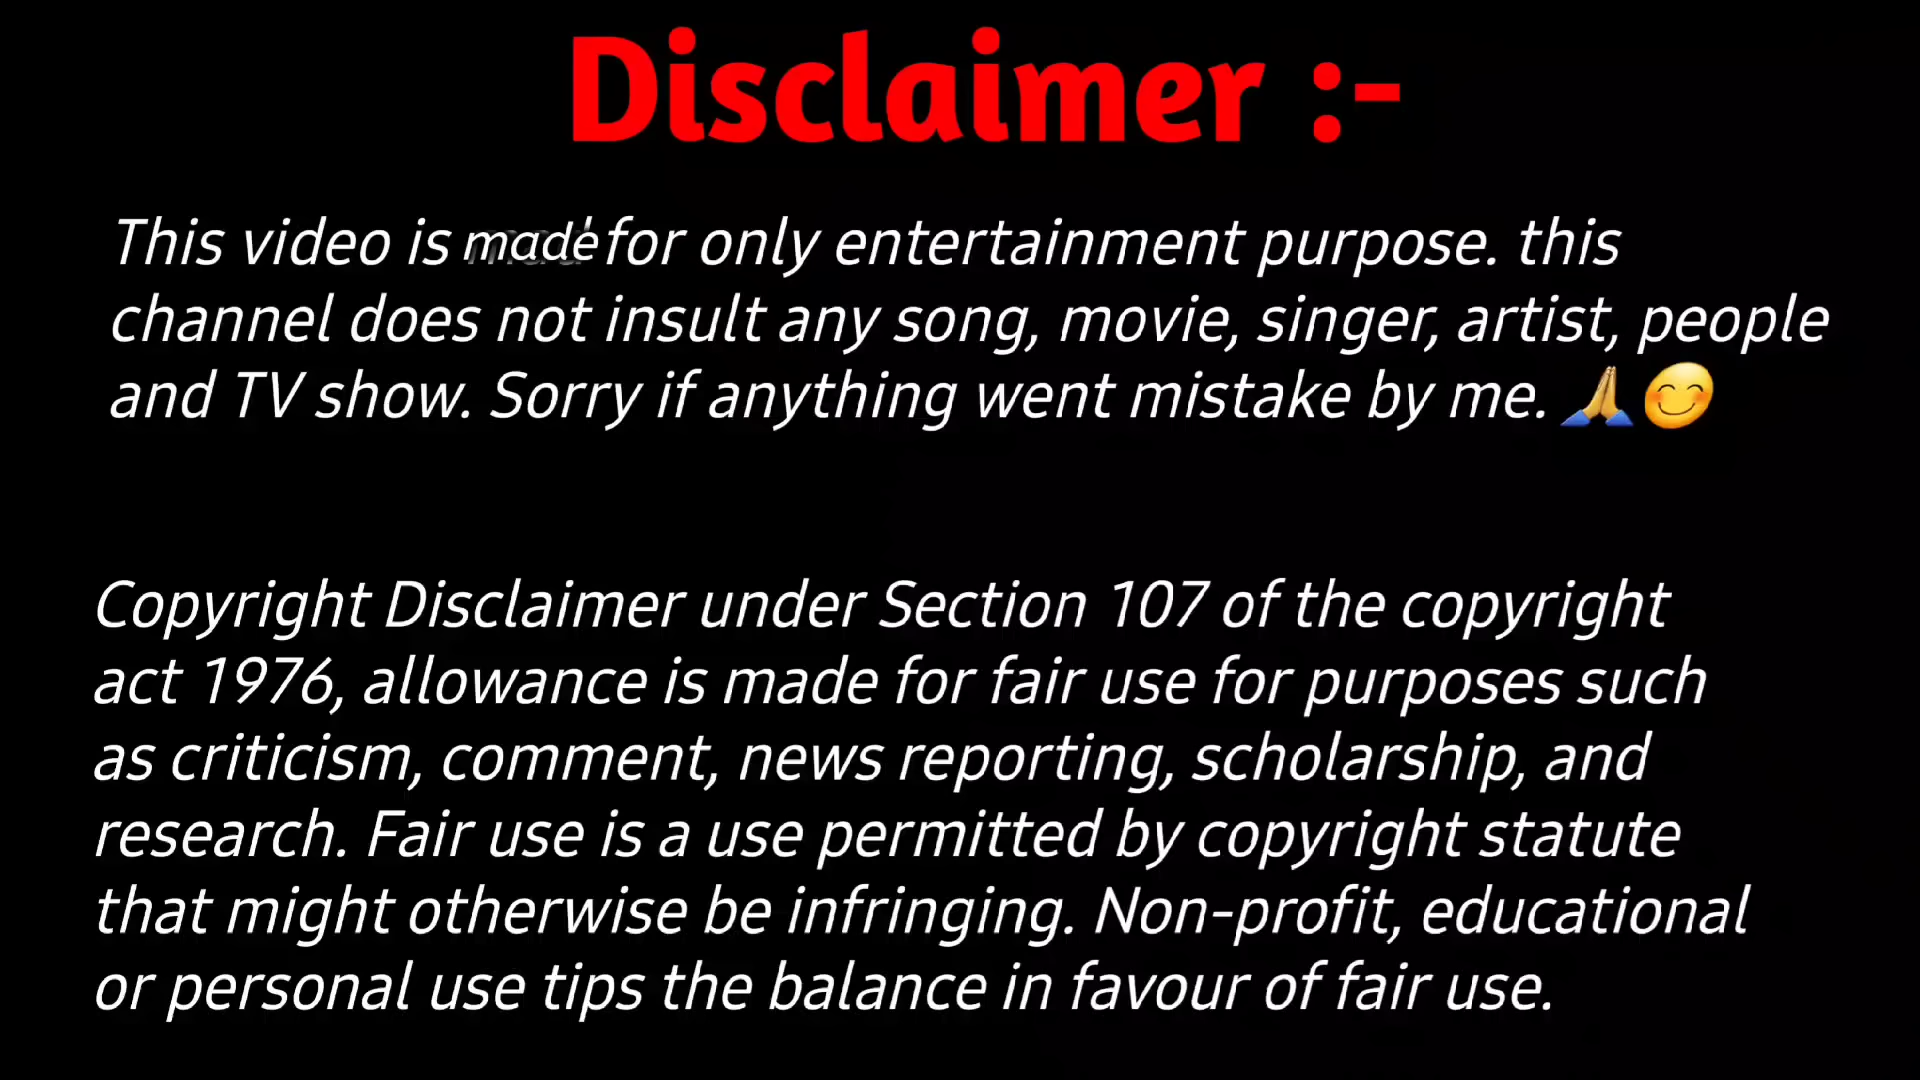 Disclaimer :-
This video is made for only entertainment purpose. this
channel does not insult any song, movie, singer, artist, people
and TV show. Sorry if anything went mistake by me. 🙏😊
Copyright Disclaimer under Section 107 of the copyright
act 1976, allowance is made for fair use for purposes such
as criticism, comment, news reporting, scholarship, and
research. Fair use is a use permitted by copyright statute
that might otherwise be infringing. Non-profit, educational
or personal use tips the balance in favour of fair use.